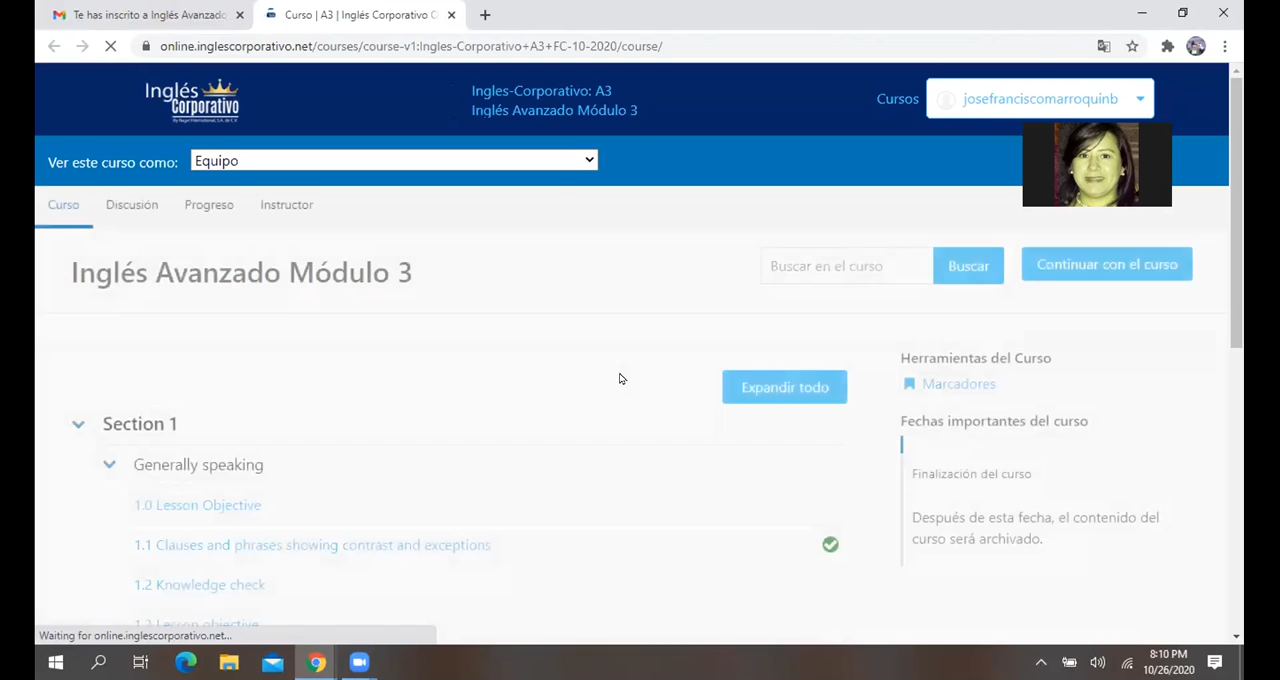 Te has inscrito a Inglés Avanzado
Curso | A3 | Inglés Corporativo
online.inglescorporativo.net/courses/course-v1:Ingles-Corporativo+A3+FC-10-2020/course/
Inglés
Corporativo
Ingles-Corporativo: A3
Inglés Avanzado Módulo 3
Cursos
josefranciscomarroquinb
Ver este curso como:
Equipo
Curso
Discusión
Progreso
Instructor
Inglés Avanzado Módulo 3
Buscar en el curso
Buscar
Continuar con el curso
Expandir todo
Section 1
Generally speaking
1.0 Lesson Objective
1.1 Clauses and phrases showing contrast and exceptions
1.2 Knowledge check
1.3 Lesson objective
Herramientas del Curso
Marcadores
Fechas importantes del curso
Finalización del curso
Después de esta fecha, el contenido del
curso será archivado.
Waiting for online.inglescorporativo.net...
8:10 PM
10/26/2020